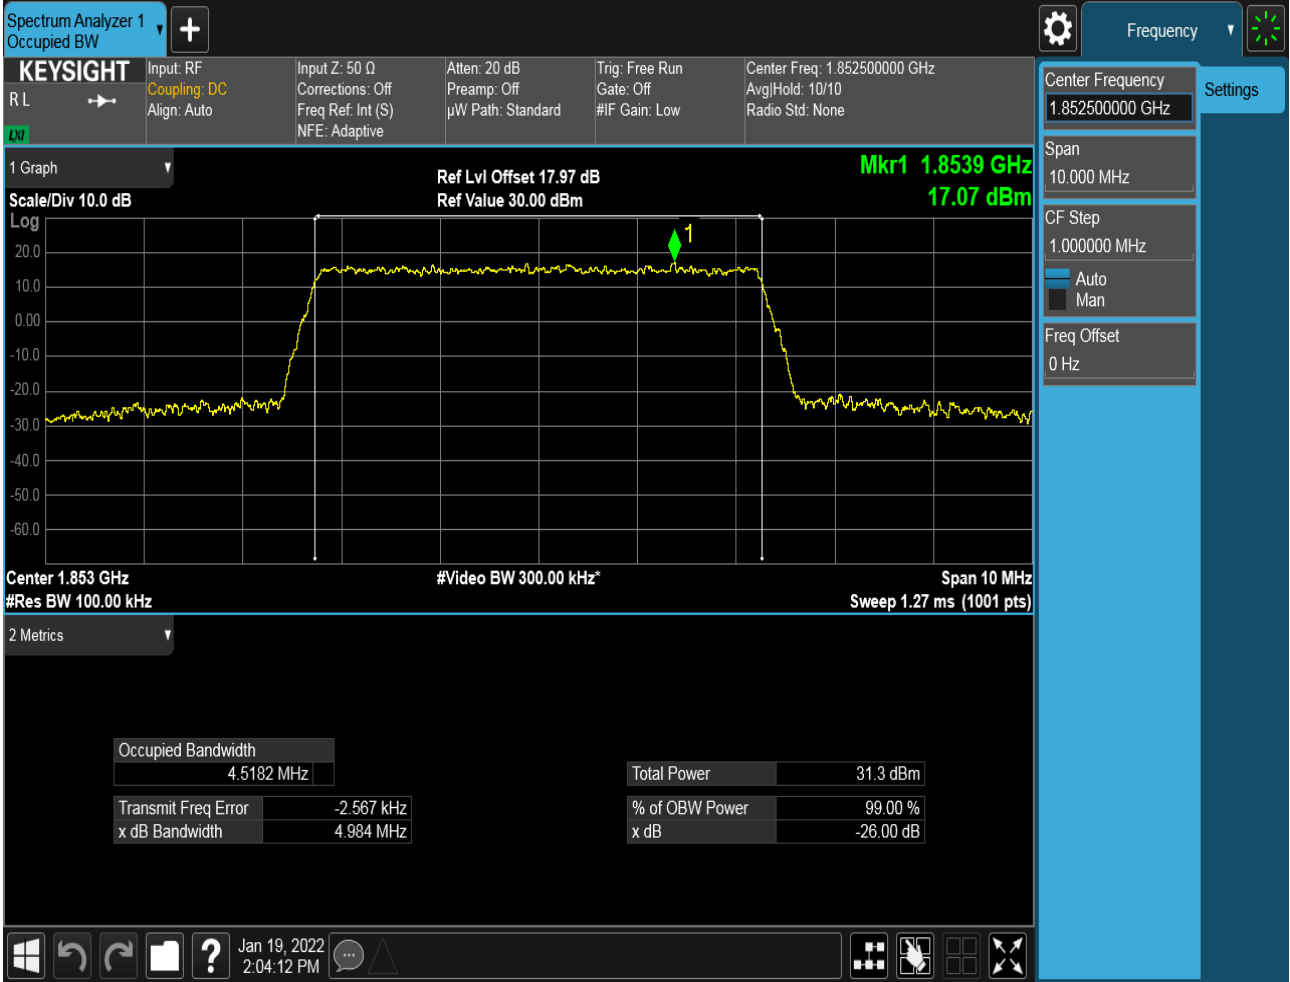 Spectrum Analyzer 1
Occupied BW
Frequency
KEYSIGHT
R L
LXI
Input: RF
Coupling: DC
Align: Auto
Input Z: 50 Ω
Corrections: Off
Freq Ref: Int (S)
NFE: Adaptive
Atten: 20 dB
Preamp: Off
µW Path: Standard
Trig: Free Run
Gate: Off
#IF Gain: Low
Center Freq: 1.852500000 GHz
Avg|Hold: 10/10
Radio Std: None
Center Frequency
1.852500000 GHz
Settings
Span
10.000 MHz
CF Step
1.000000 MHz
Auto
Man
Freq Offset
0 Hz
1 Graph
Scale/Div 10.0 dB
Ref Lvl Offset 17.97 dB
Ref Value 30.00 dBm
Mkr1 1.8539 GHz
17.07 dBm
Log
1
20.0
10.0
0.00
-10.0
-20.0
-30.0
-40.0
-50.0
-60.0
Center 1.853 GHz
#Res BW 100.00 kHz
#Video BW 300.00 kHz*
Span 10 MHz
Sweep 1.27 ms (1001 pts)
2 Metrics
Occupied Bandwidth
4.5182 MHz
Transmit Freq Error -2.567 kHz
x dB Bandwidth 4.984 MHz
Total Power 31.3 dBm
% of OBW Power 99.00 %
x dB -26.00 dB
?
Jan 19, 2022
2:04:12 PM